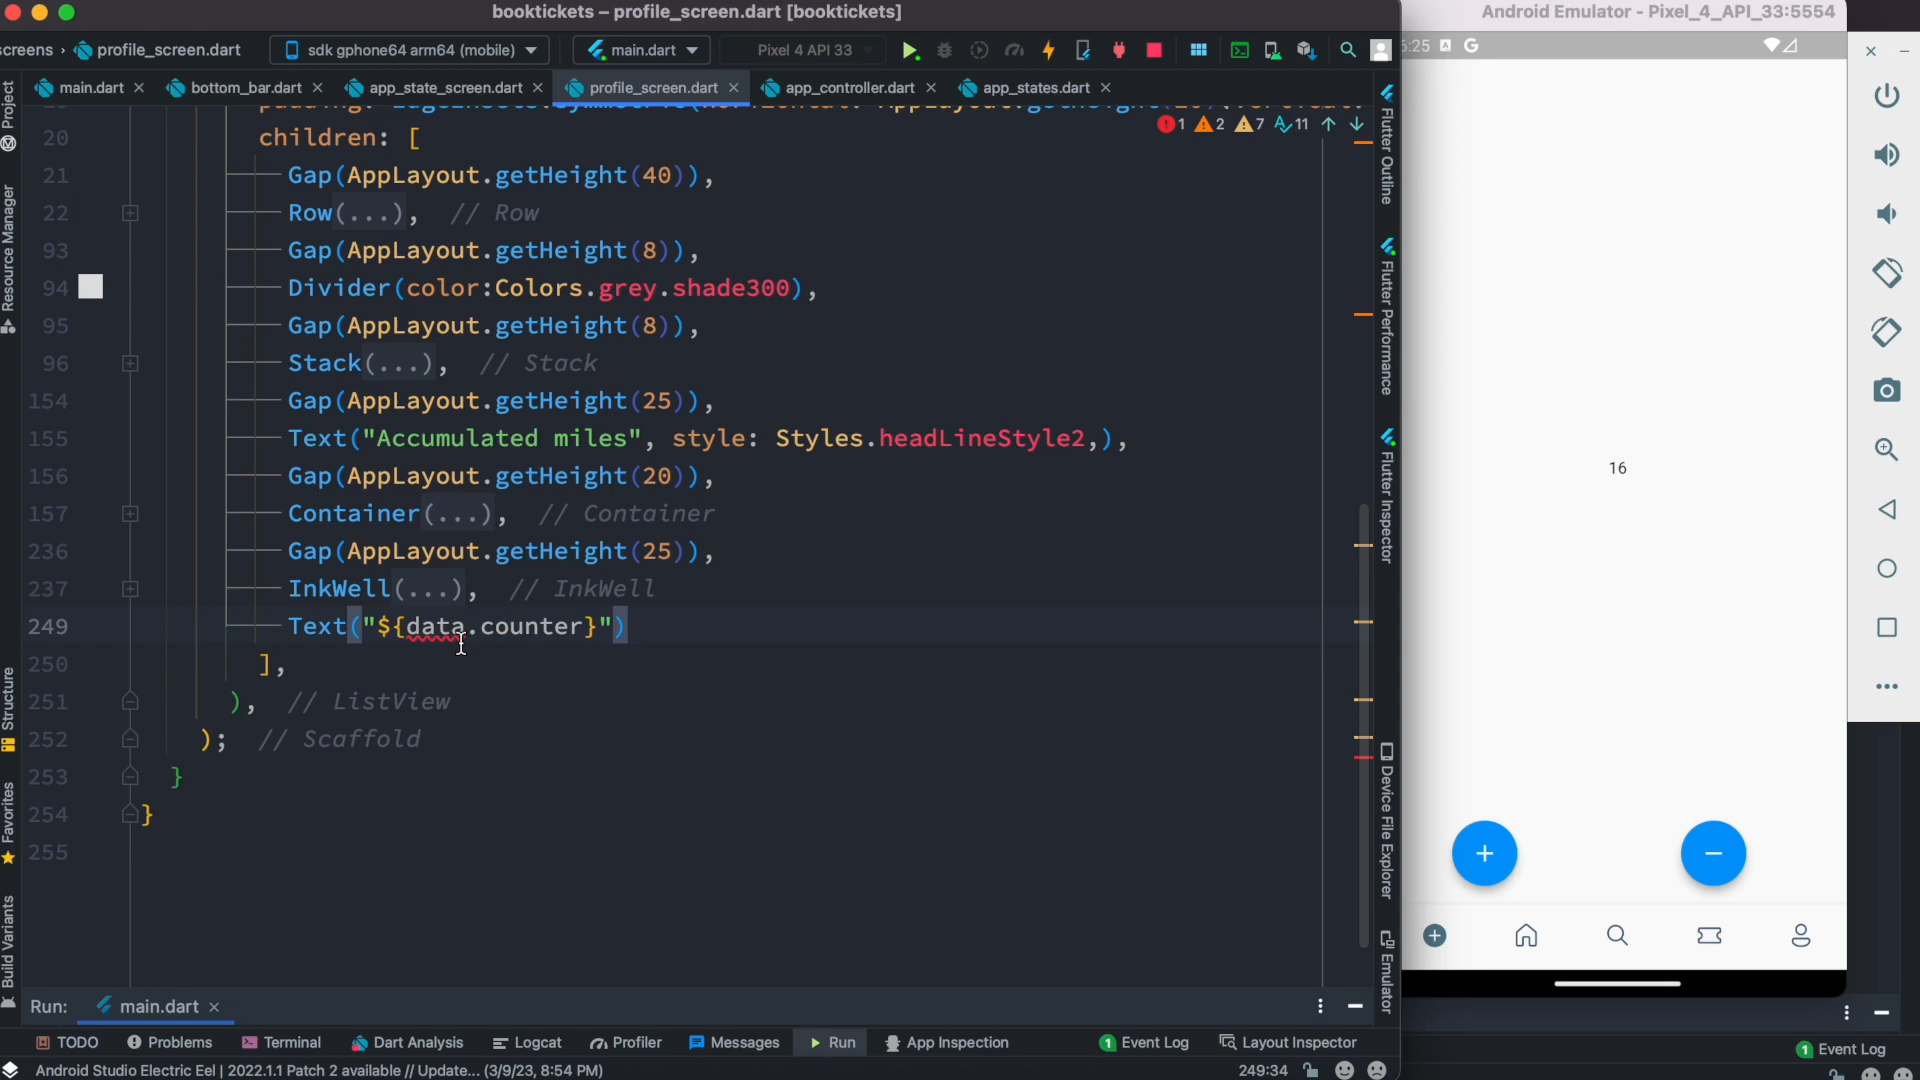 booktickets – profile_screen.dart [booktickets]
Android Emulator - Pixel_4_API_33:5554
screens › profile_screen.dart
sdk gphone64 arm64 (mobile)
main.dart
Pixel 4 API 33
6:25
main.dart
bottom_bar.dart
app_state_screen.dart
profile_screen.dart
app_controller.dart
app_states.dart
1 2 7 11
20 children: [
21 Gap(AppLayout.getHeight(40)),
22 Row(...), // Row
93 Gap(AppLayout.getHeight(8)),
94 Divider(color:Colors.grey.shade300),
95 Gap(AppLayout.getHeight(8)),
96 Stack(...), // Stack
154 Gap(AppLayout.getHeight(25)),
155 Text("Accumulated miles", style: Styles.headLineStyle2,),
156 Gap(AppLayout.getHeight(20)),
157 Container(...), // Container
236 Gap(AppLayout.getHeight(25)),
237 InkWell(...), // InkWell
249 Text("${data.counter}")
250 ],
251 ), // ListView
252 ); // Scaffold
253 }
254 }
255
Project
Resource Manager
Structure
Favorites
Build Variants
Flutter Outline
Flutter Performance
Flutter Inspector
Device File Explorer
Emulator
16
Run: main.dart
TODO
Problems
Terminal
Dart Analysis
Logcat
Profiler
Messages
Run
App Inspection
1 Event Log
Layout Inspector
1 Event Log
Android Studio Electric Eel | 2022.1.1 Patch 2 available // Update... (3/9/23, 8:54 PM)
249:34